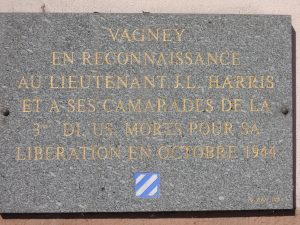 VAGNEY
EN RECONNAISSANCE
AU LIEUTENANT J.L. HARRIS
ET A SES CAMARADES DE LA
3ème DI. US. MORTS POUR SA
LIBERATION EN OCTOBRE 1944